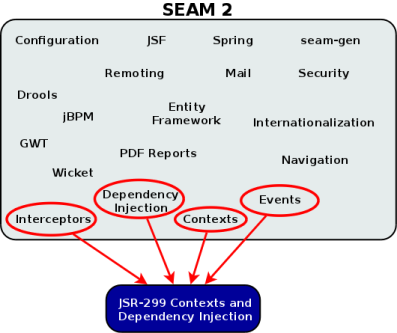 SEAM 2
Configuration JSF Spring seam-gen
Remoting Mail Security
Drools
jBPM
Entity
Framework
Internationalization
GWT
PDF Reports
Navigation
Wicket
Dependency
Injection
Interceptors
Contexts
Events
JSR-299 Contexts and
Dependency Injection